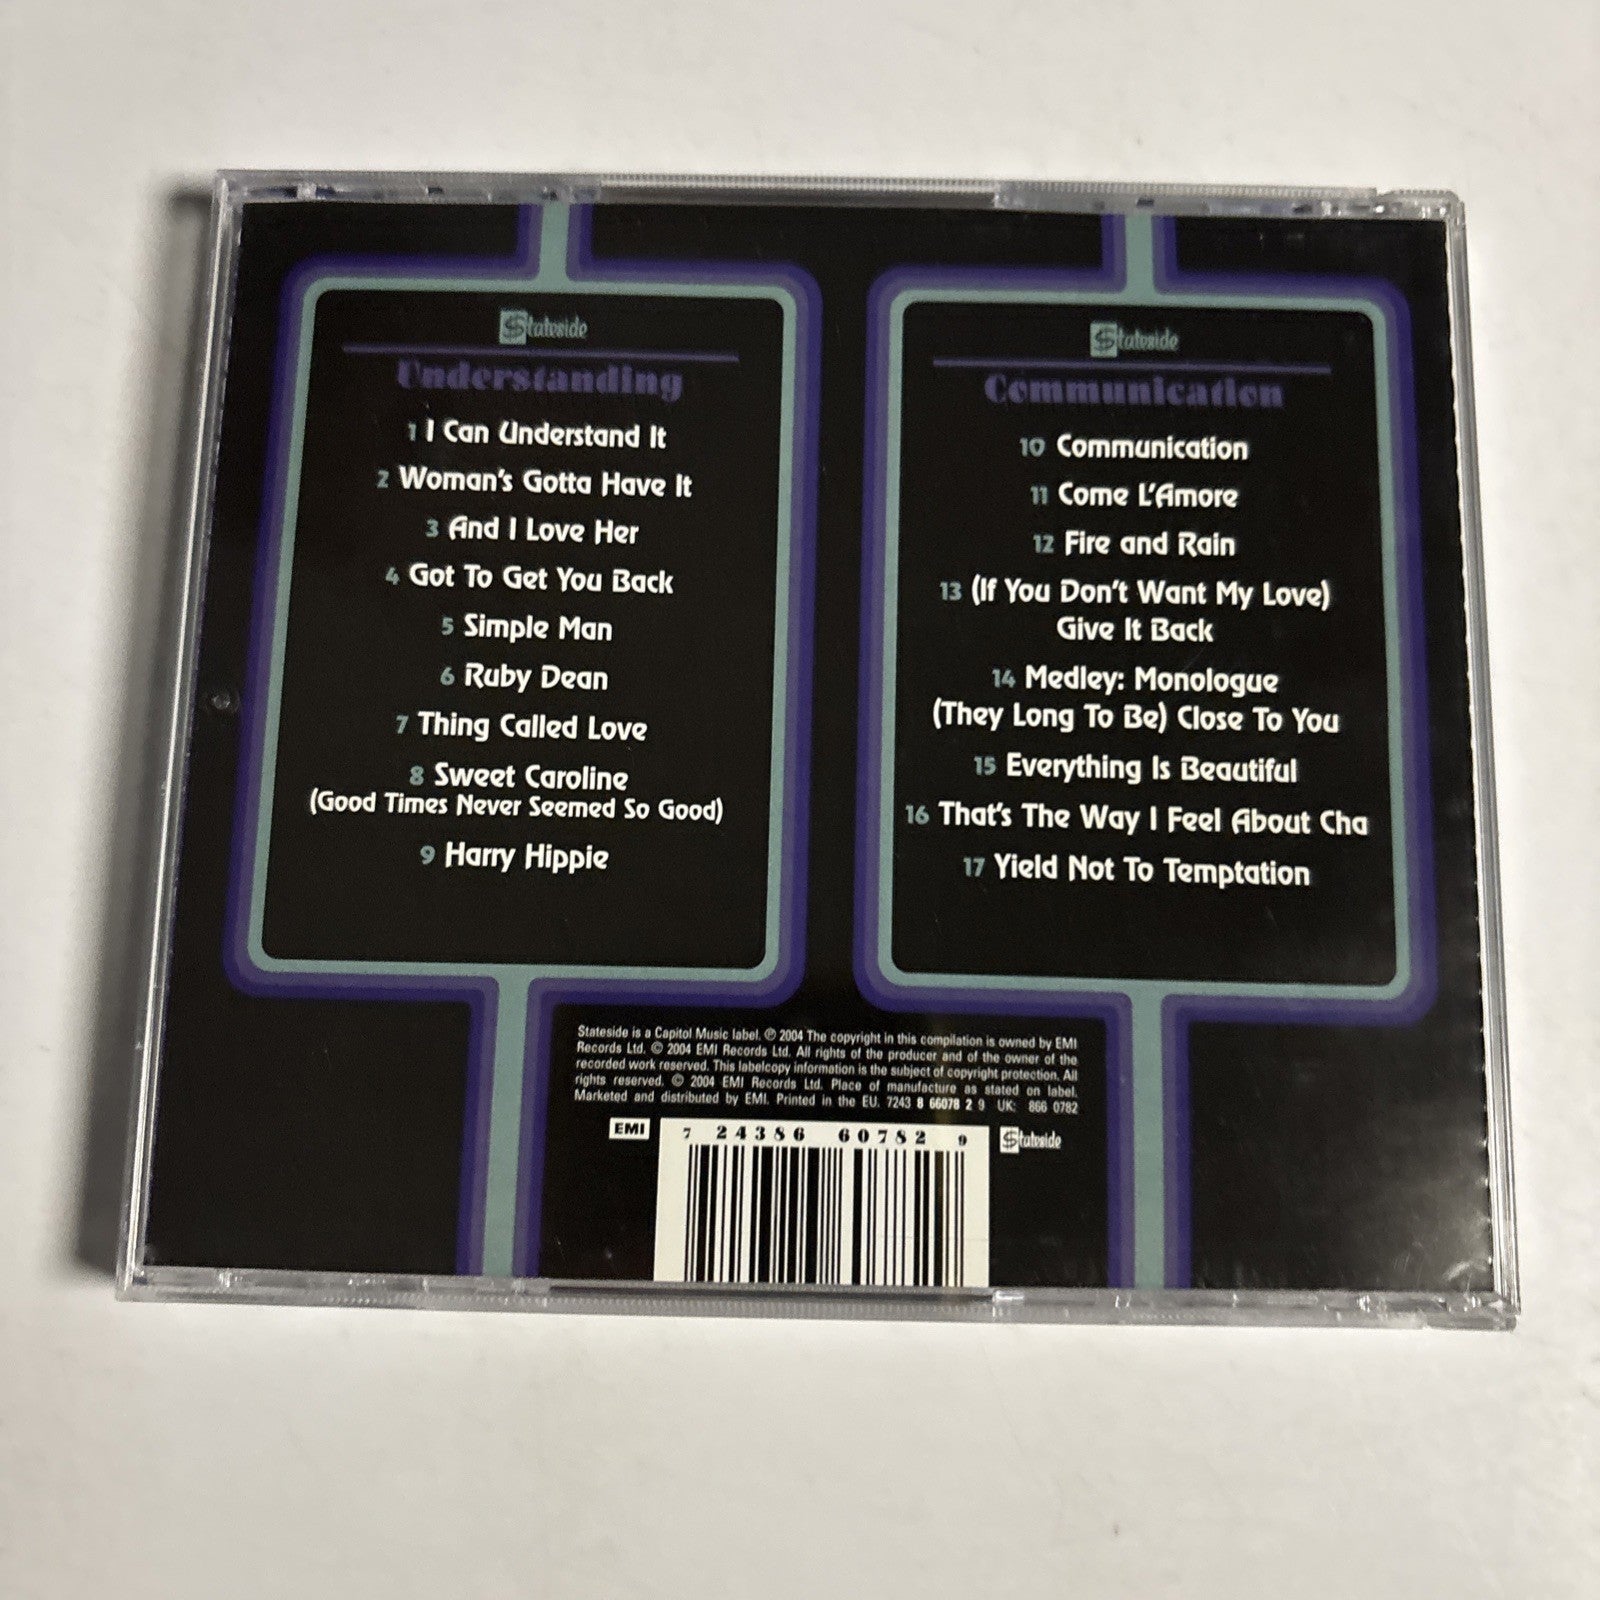 Stateside
Understanding
1 I Can Understand It
2 Woman's Gotta Have It
3 And I Love Her
4 Got To Get You Back
5 Simple Man
6 Ruby Dean
7 Thing Called Love
8 Sweet Caroline
(Good Times Never Seemed So Good)
9 Harry Hippie
Stateside
Communication
10 Communication
11 Come L'Amore
12 Fire and Rain
13 (If You Don't Want My Love)
Give It Back
14 Medley: Monologue
(They Long To Be) Close To You
15 Everything Is Beautiful
16 That's The Way I Feel About Cha
17 Yield Not To Temptation
Stateside is a Capitol Music label. ℗ 2004 The copyright in this compilation is owned by EMI
Records Ltd. © 2004 EMI Records Ltd. All rights of the producer and of the owner of the
recorded work reserved. This labelcopy information is the subject of copyright protection. All
rights reserved. © 2004 EMI Records Ltd. Place of manufacture as stated on label.
Marketed and distributed by EMI. Printed in the EU. 7243 8 66078 2 9 UK: 866 0782
EMI
7 24386 60782 9
Stateside